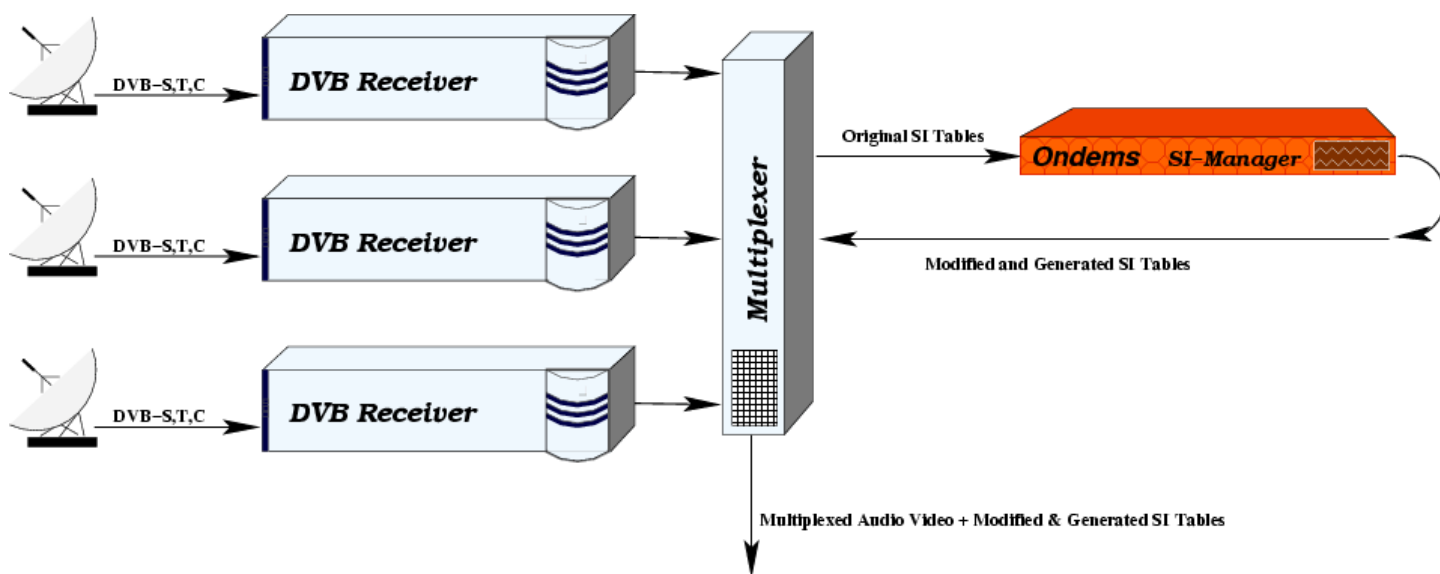 DVB–S,T,C
DVB Receiver
Original SI Tables
Ondems SI-Manager
DVB–S,T,C
DVB Receiver
Multiplexer
Modified and Generated SI Tables
DVB–S,T,C
DVB Receiver
Multiplexed Audio Video + Modified & Generated SI Tables